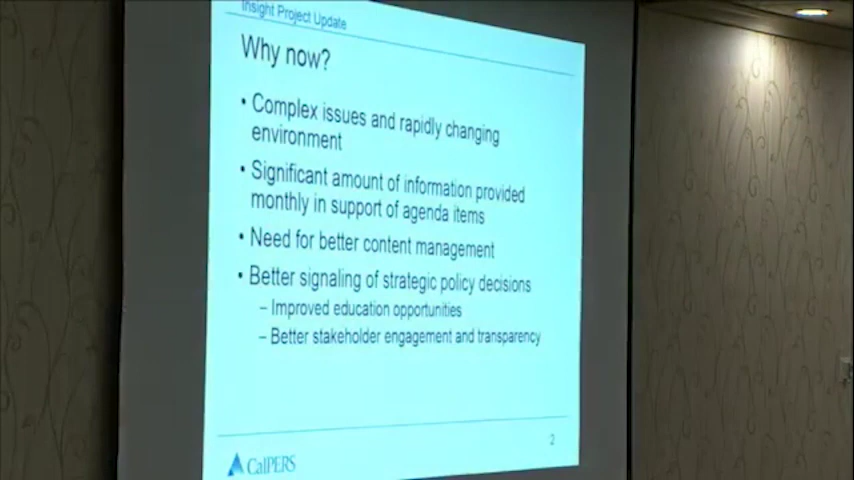 Insight Project Update
Why now?
• Complex issues and rapidly changing
environment
• Significant amount of information provided
monthly in support of agenda items
• Need for better content management
• Better signaling of strategic policy decisions
– Improved education opportunities
– Better stakeholder engagement and transparency
2
CalPERS